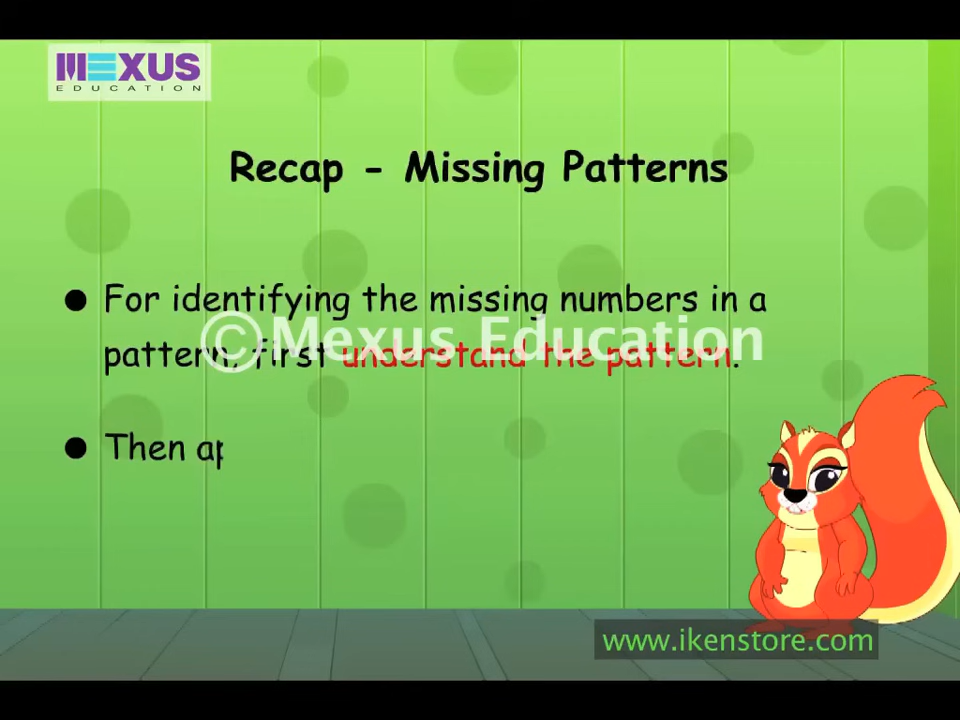 MEXUS
EDUCATION
Recap - Missing Patterns
● For identifying the missing numbers in a
pattern, first understand the pattern.
©Mexus Education
● Then ap
www.ikenstore.com